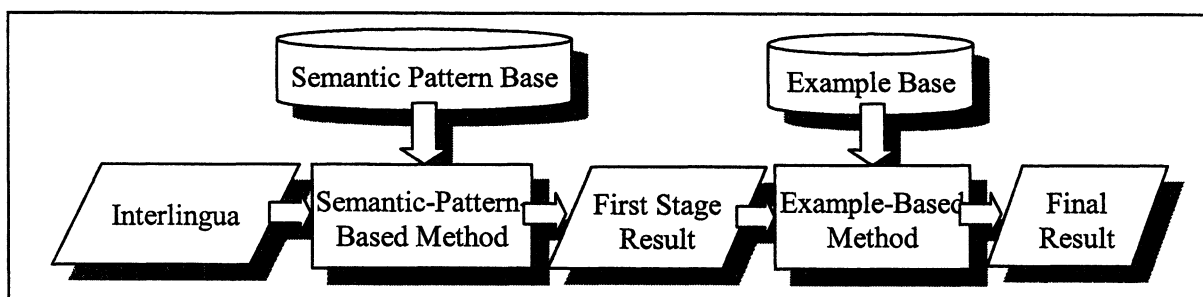 Semantic Pattern Base
Example Base
Interlingua
Semantic-Pattern-
Based Method
First Stage
Result
Example-Based
Method
Final
Result